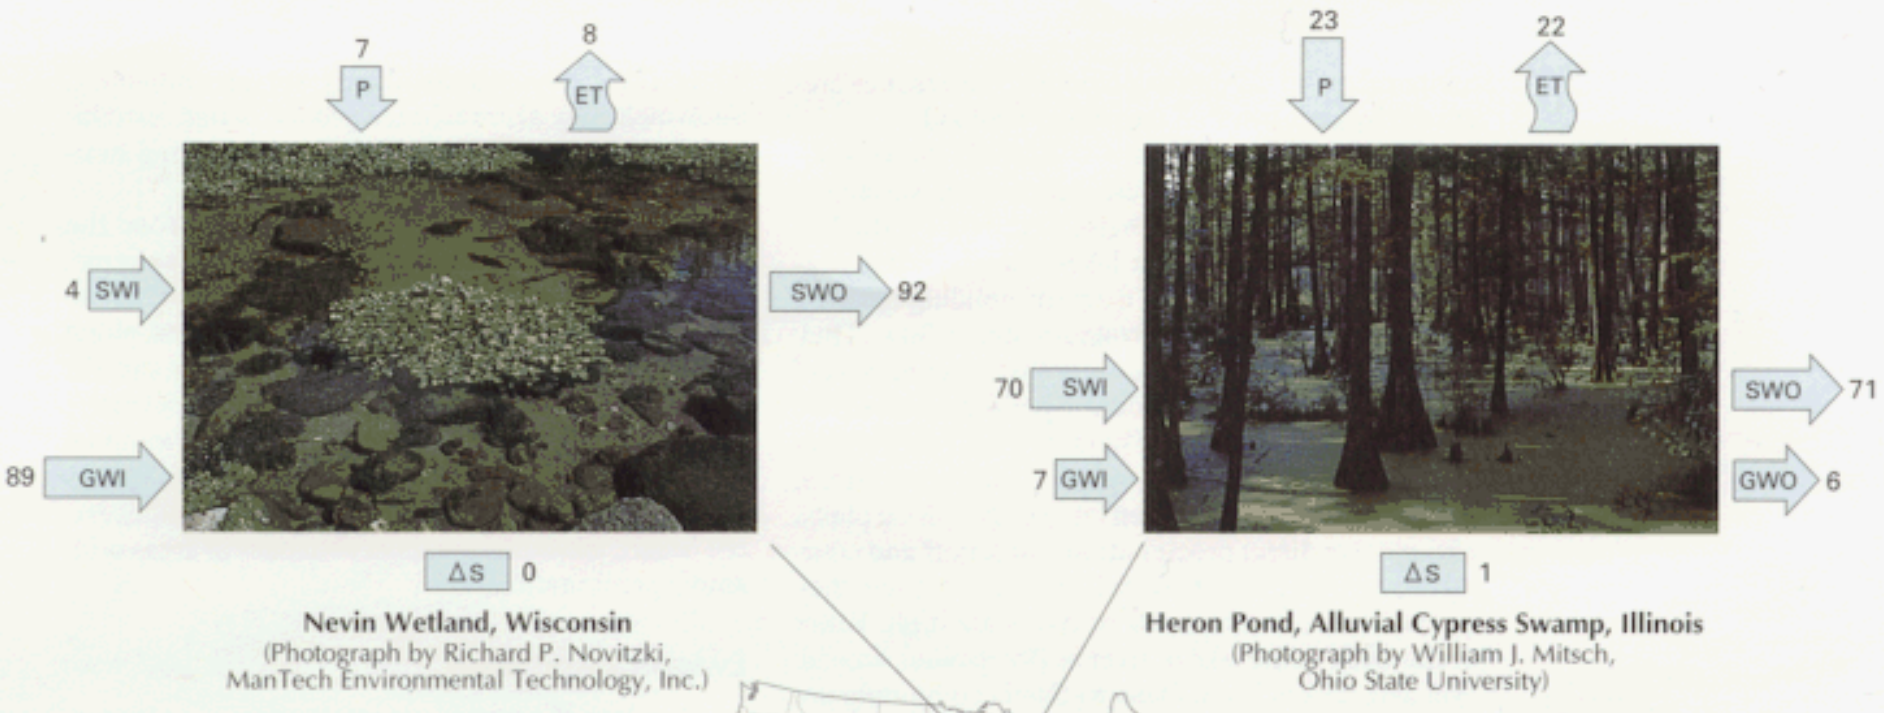 7
P
8
ET
4 SWI
SWO 92
89 GWI
ΔS 0
Nevin Wetland, Wisconsin
(Photograph by Richard P. Novitzki,
ManTech Environmental Technology, Inc.)
23
P
22
ET
70 SWI
SWO 71
7 GWI
GWO 6
ΔS 1
Heron Pond, Alluvial Cypress Swamp, Illinois
(Photograph by William J. Mitsch,
Ohio State University)